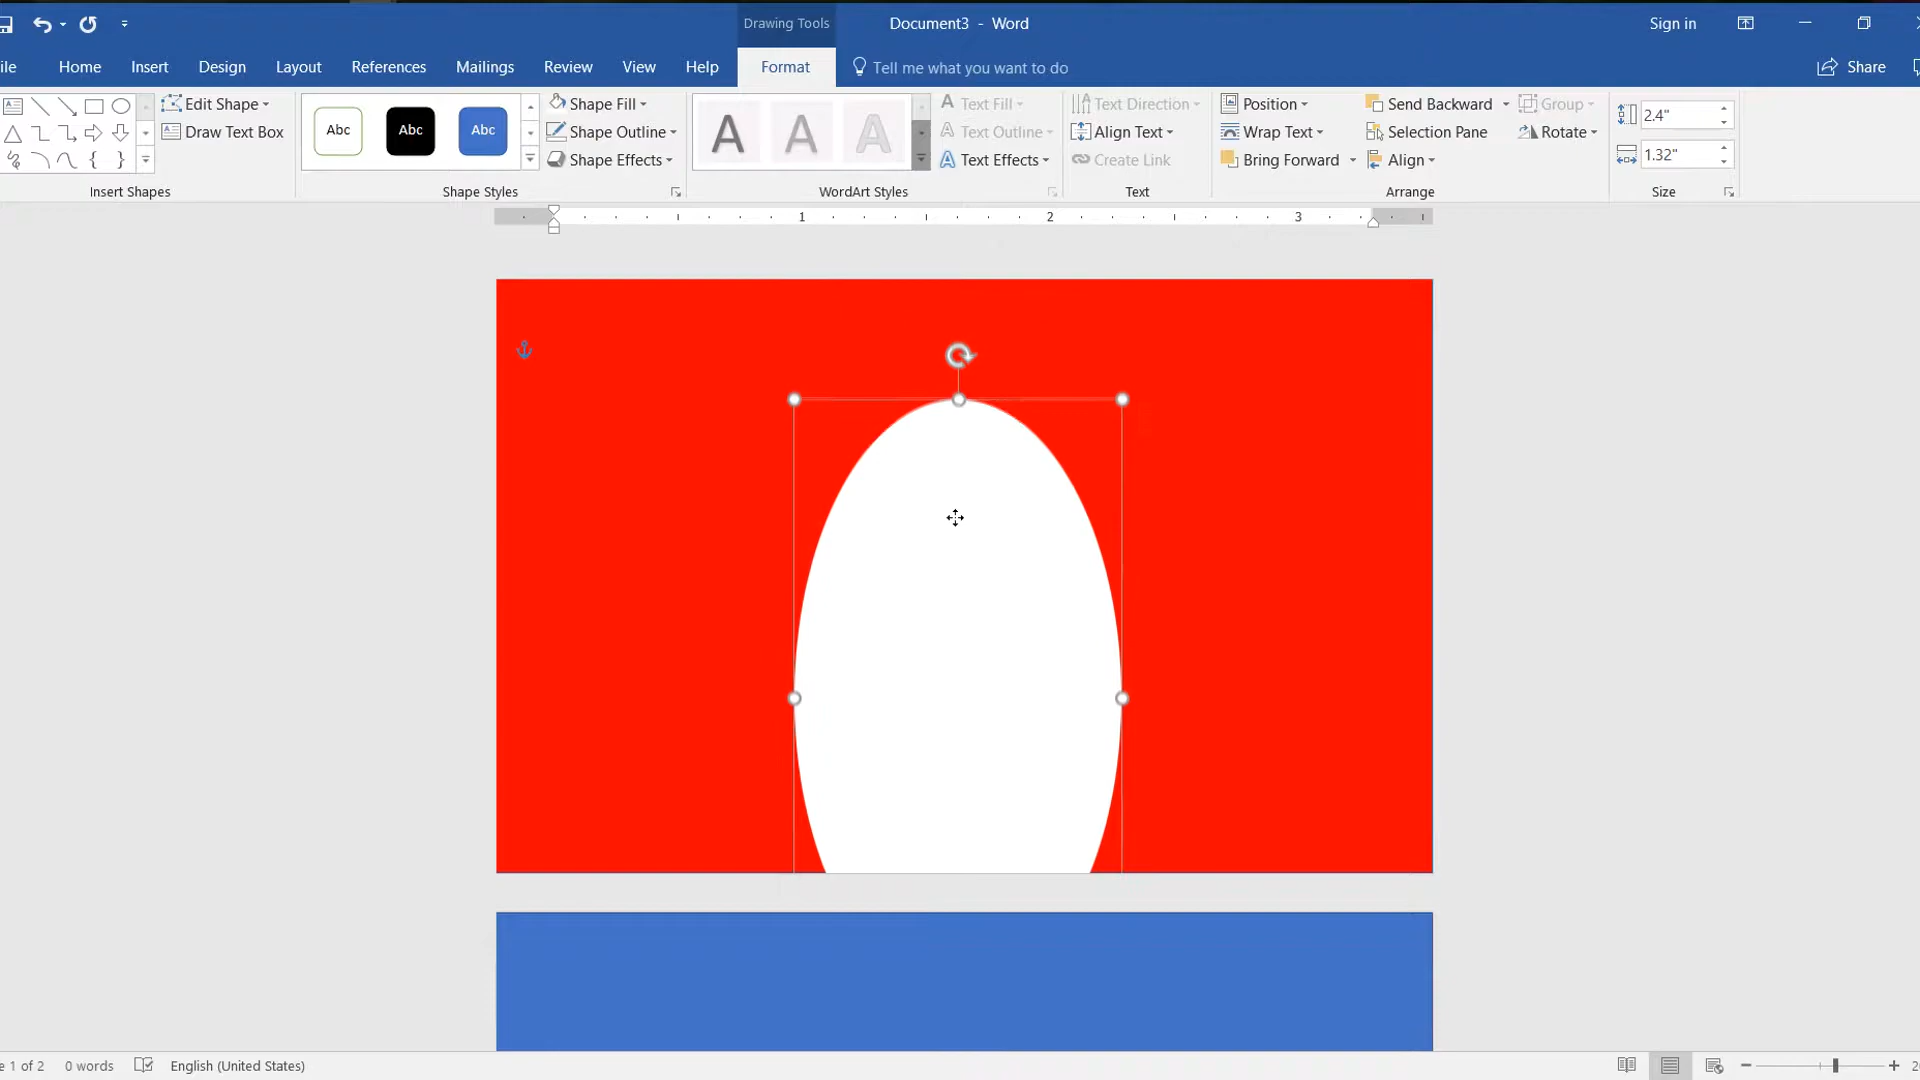 Drawing Tools
Document3 - Word
Sign in
ile Home Insert Design Layout References Mailings Review View Help Format Tell me what you want to do Share
Edit Shape
Draw Text Box
Insert Shapes
Abc Abc Abc
Shape Fill
Shape Outline
Shape Effects
Shape Styles
A A A
WordArt Styles
Text Fill
Text Outline
Text Effects
Text Direction
Align Text
Create Link
Text
Position
Wrap Text
Bring Forward
Send Backward
Selection Pane
Align
Group
Rotate
Arrange
2.4"
1.32"
Size
1 2 3
e 1 of 2 0 words English (United States)